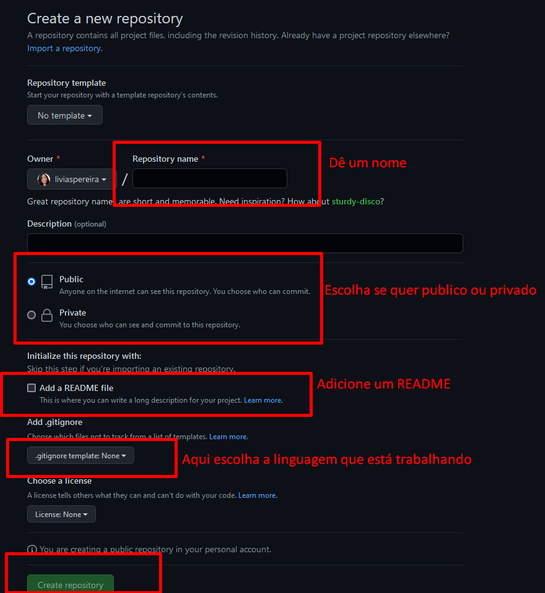 Create a new repository
A repository contains all project files, including the revision history. Already have a project repository elsewhere?
Import a repository.
Repository template
Start your repository with a template repository's contents.
No template
Owner * Repository name *
Dê um nome
liviaspereira /
Great repository names are short and memorable. Need inspiration? How about sturdy-disco?
Description (optional)
Public
Anyone on the internet can see this repository. You choose who can commit.
Escolha se quer publico ou privado
Private
You choose who can see and commit to this repository.
Initialize this repository with:
Skip this step if you're importing an existing repository.
Add a README file
Adicione um README
This is where you can write a long description for your project. Learn more.
Add .gitignore
Choose which files not to track from a list of templates. Learn more.
.gitignore template: None
Aqui escolha a linguagem que está trabalhando
Choose a license
A license tells others what they can and can't do with your code. Learn more.
License: None
You are creating a public repository in your personal account.
Create repository